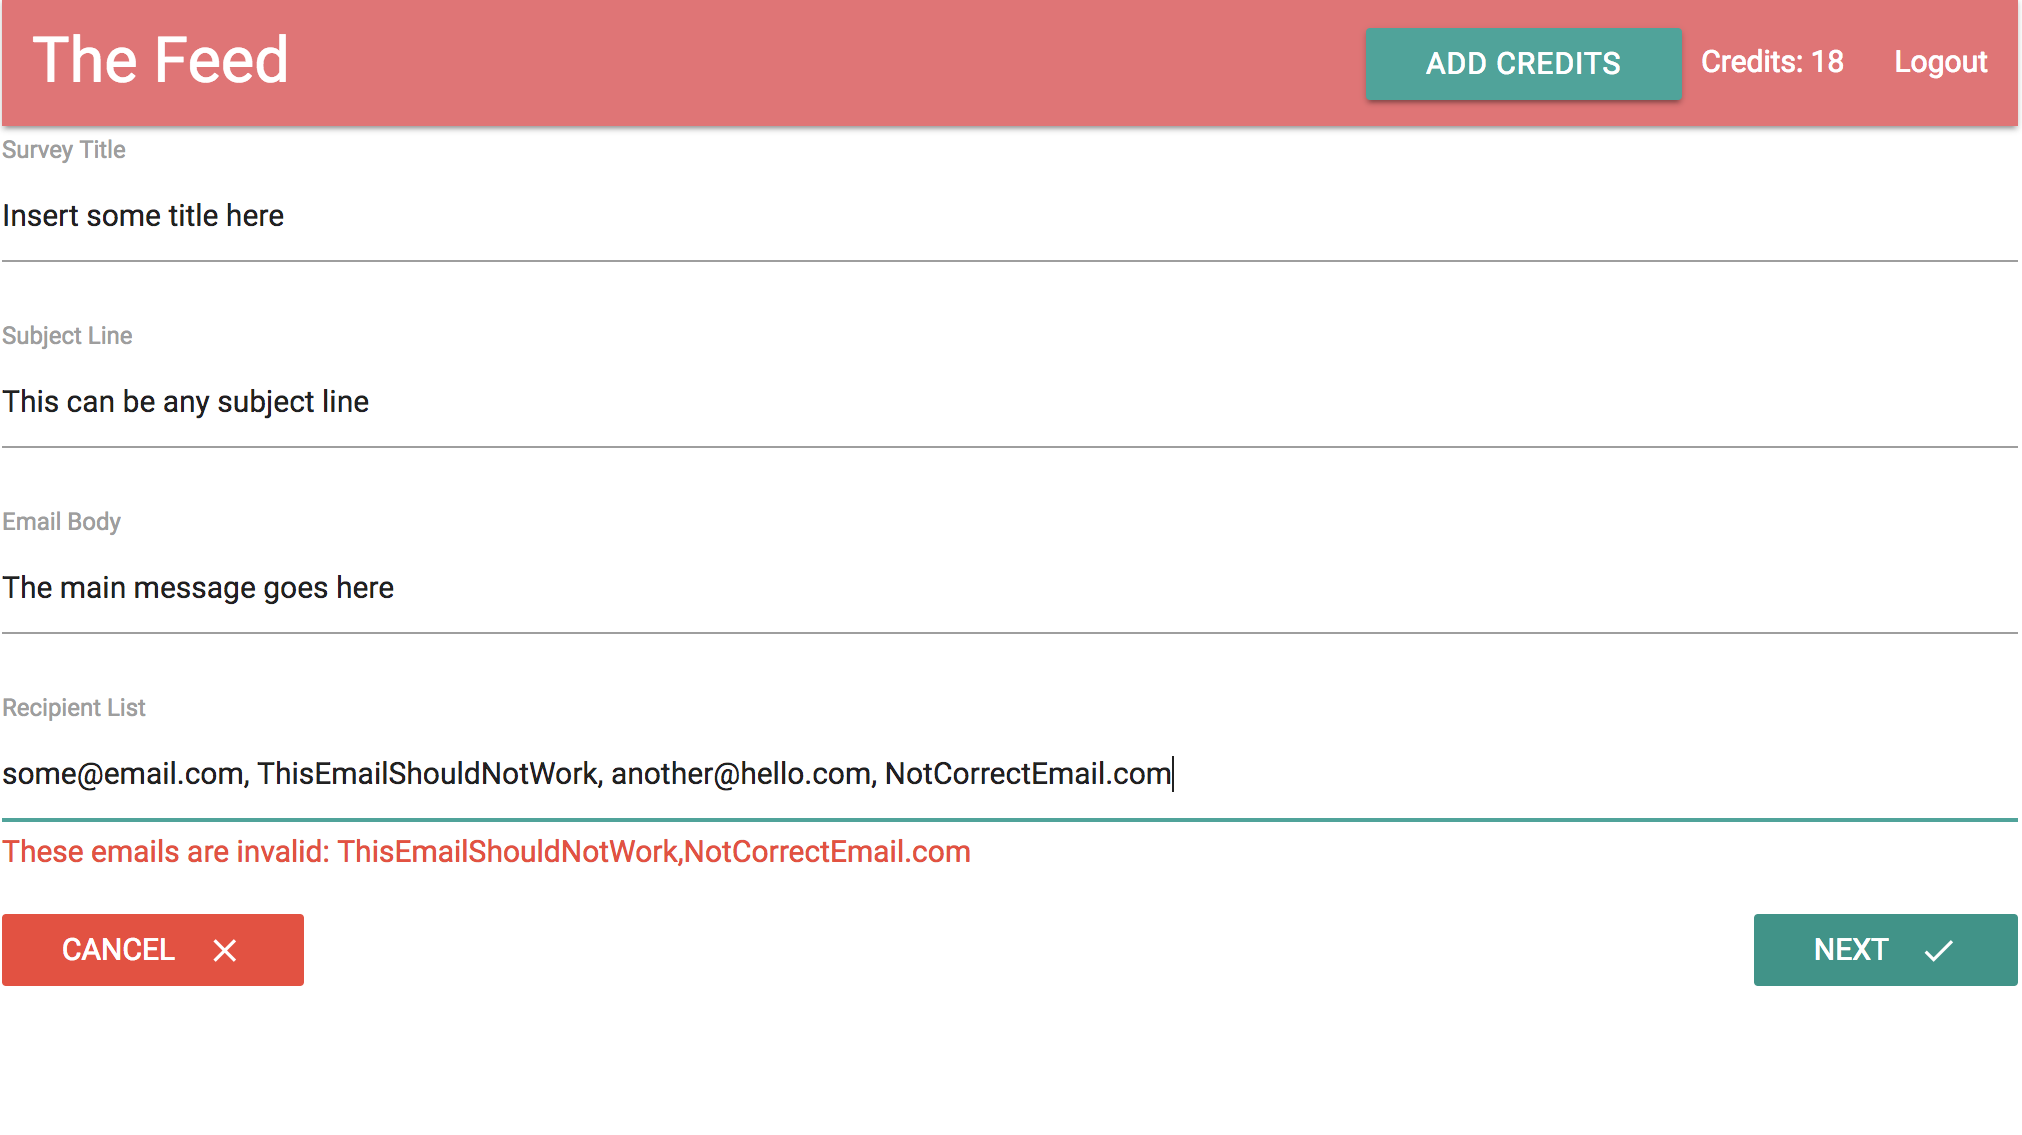 The Feed
ADD CREDITS
Credits: 18
Logout
Survey Title
Insert some title here
Subject Line
This can be any subject line
Email Body
The main message goes here
Recipient List
some@email.com, ThisEmailShouldNotWork, another@hello.com, NotCorrectEmail.com
These emails are invalid: ThisEmailShouldNotWork,NotCorrectEmail.com
CANCEL
NEXT